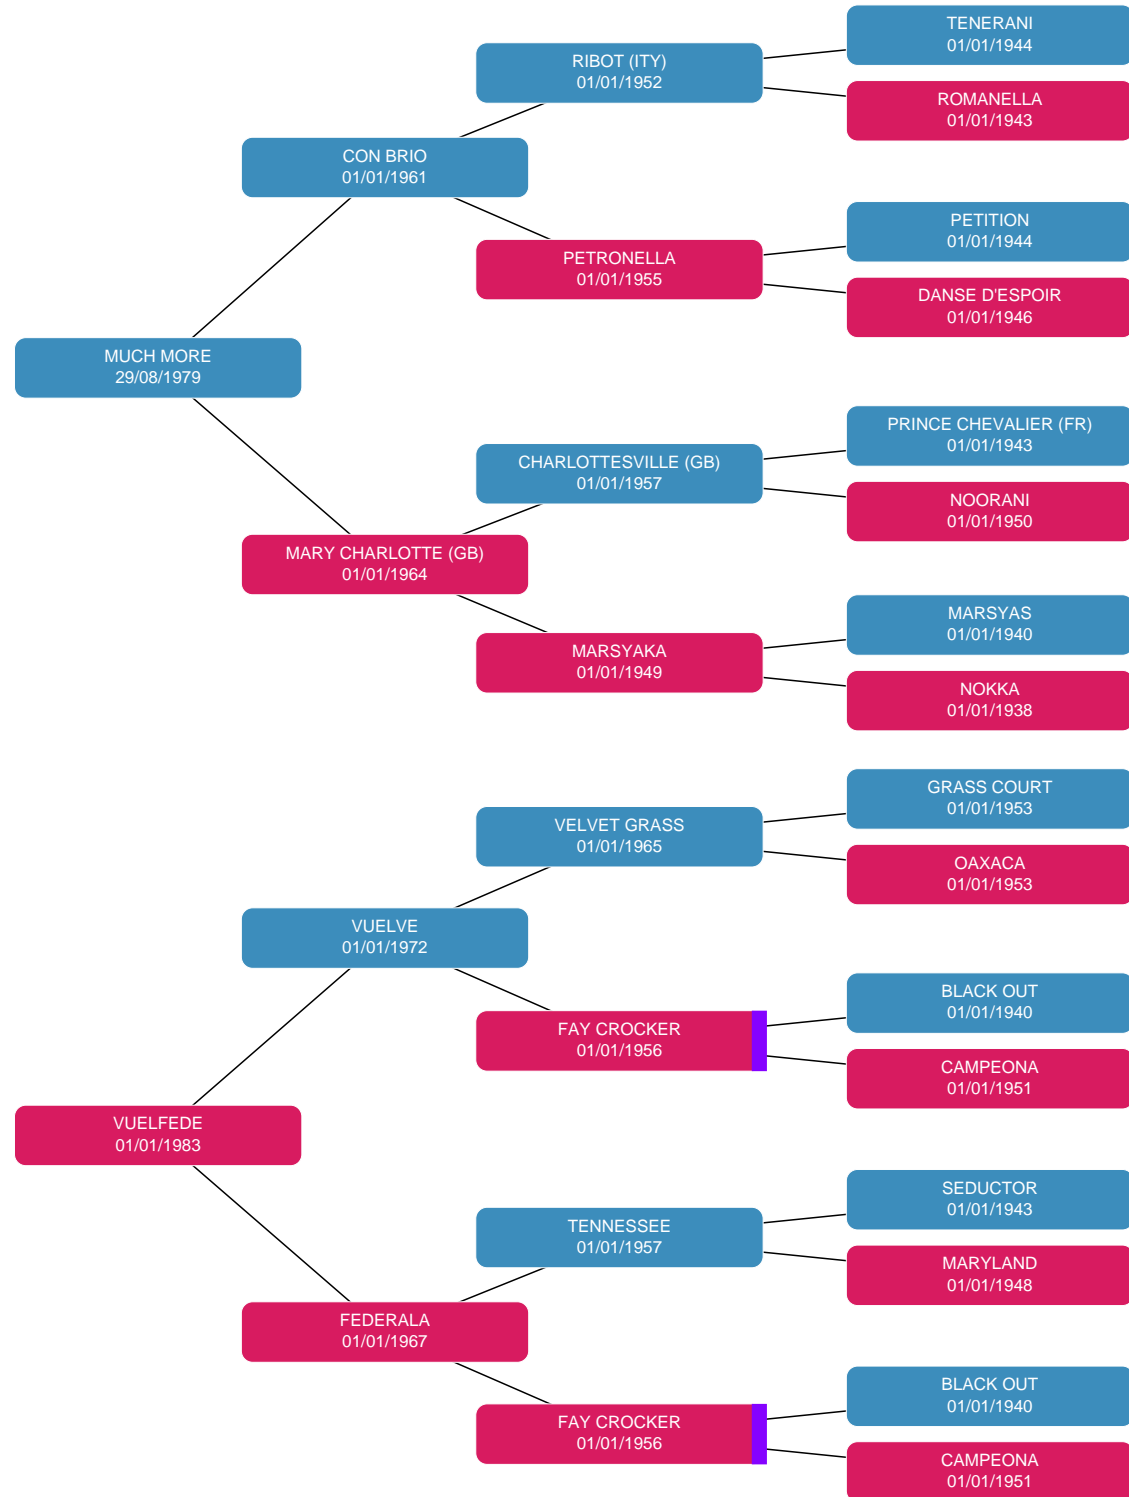 TENERANI
01/01/1944
RIBOT (ITY)
01/01/1952
ROMANELLA
01/01/1943
CON BRIO
01/01/1961
PETITION
01/01/1944
PETRONELLA
01/01/1955
DANSE D'ESPOIR
01/01/1946
MUCH MORE
29/08/1979
PRINCE CHEVALIER (FR)
01/01/1943
CHARLOTTESVILLE (GB)
01/01/1957
NOORANI
01/01/1950
MARY CHARLOTTE (GB)
01/01/1964
MARSYAS
01/01/1940
MARSYAKA
01/01/1949
NOKKA
01/01/1938
GRASS COURT
01/01/1953
VELVET GRASS
01/01/1965
OAXACA
01/01/1953
VUELVE
01/01/1972
BLACK OUT
01/01/1940
FAY CROCKER
01/01/1956
CAMPEONA
01/01/1951
VUELFEDE
01/01/1983
SEDUCTOR
01/01/1943
TENNESSEE
01/01/1957
MARYLAND
01/01/1948
FEDERALA
01/01/1967
BLACK OUT
01/01/1940
FAY CROCKER
01/01/1956
CAMPEONA
01/01/1951